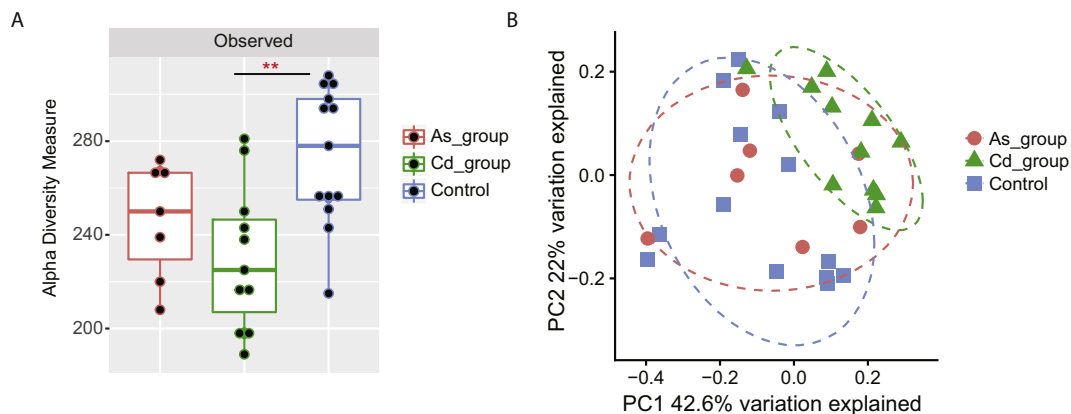 A
Observed
**
Alpha Diversity Measure
280
240
200
As_group
Cd_group
Control
B
PC2 22% variation explained
0.2
0.0
−0.2
−0.4
−0.2
0.0
0.2
PC1 42.6% variation explained
As_group
Cd_group
Control